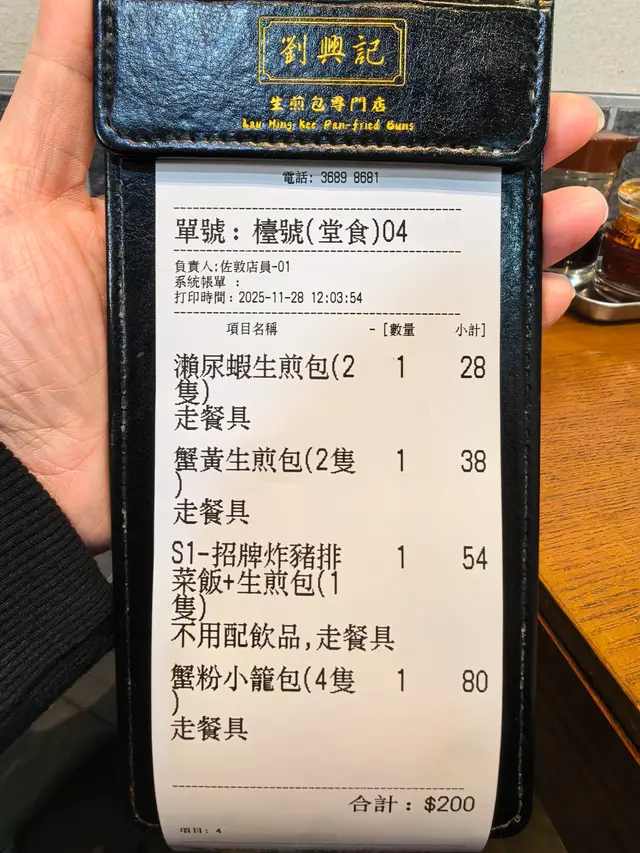 劉興記
生煎包專門店
Lau Hing Kee Pan-fried Buns
電話: 3689 8681
單號: 檯號(堂食)04
負責人:佐敦店員-01
系統帳單 :
打印時間: 2025-11-28 12:03:54
項目名稱 - [數量 小計]
瀨尿蝦生煎包(2 1 28
隻)
走餐具
蟹黃生煎包(2隻 1 38
)
走餐具
S1-招牌炸豬排 1 54
菜飯+生煎包(1
隻)
不用配飲品,走餐具
蟹粉小籠包(4隻 1 80
)
走餐具
合計: $200
項目: 4